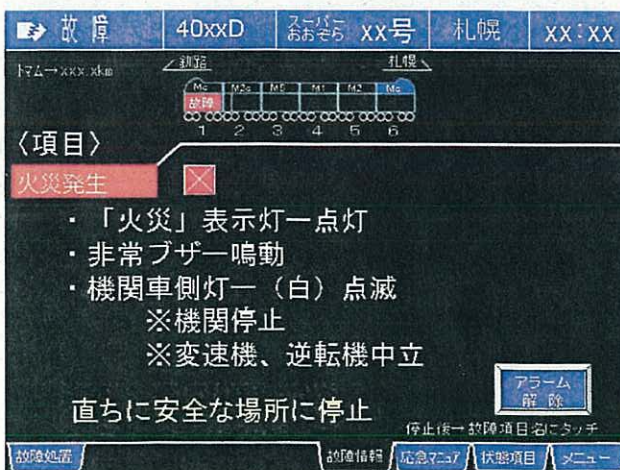 故障 40xxD スーパーおおぞら xx号 札幌 xx:xx
トマム→xxx.xkm 釧路 札幌
Mc M2c M5 M1 M2 Mc
故障
1 2 3 4 5 6
〈項目〉
火災発生
・「火災」表示灯ー点灯
・非常ブザー鳴動
・機関車側灯ー（白）点滅
※機関停止
※変速機、逆転機中立
直ちに安全な場所に停止
アラーム
解除
停止後→故障項目名にタッチ
故障処置 故障情報 応急マニュアル 状態項目 メニュー